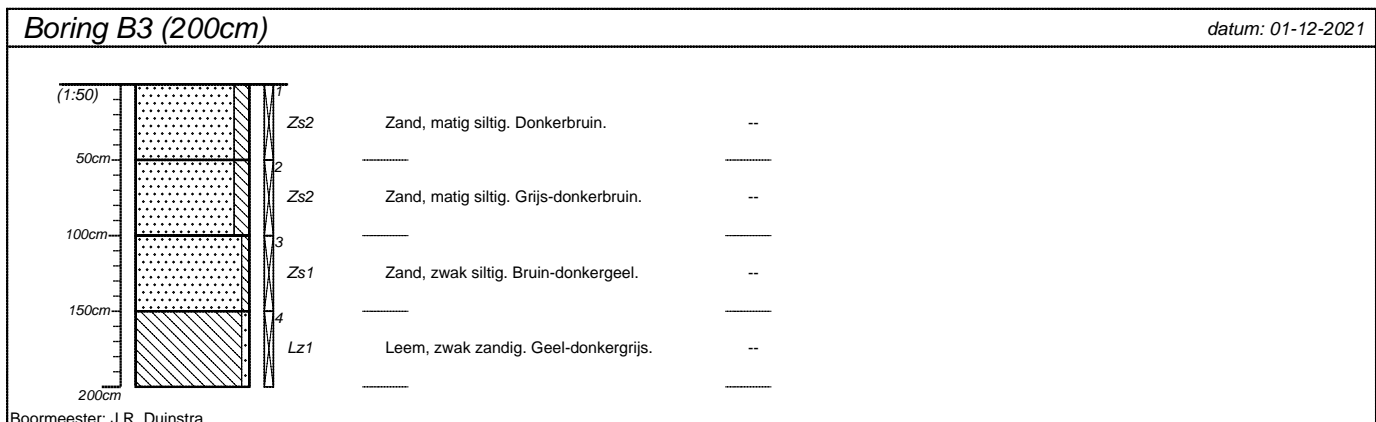 Boring B3 (200cm) datum: 01-12-2021
(1:50) 1
Zs2 Zand, matig siltig. Donkerbruin. --
50cm
2
Zs2 Zand, matig siltig. Grijs-donkerbruin. --
100cm
3
Zs1 Zand, zwak siltig. Bruin-donkergeel. --
150cm
4
Lz1 Leem, zwak zandig. Geel-donkergrijs. --
200cm
Boormeester: J.R. Duinstra